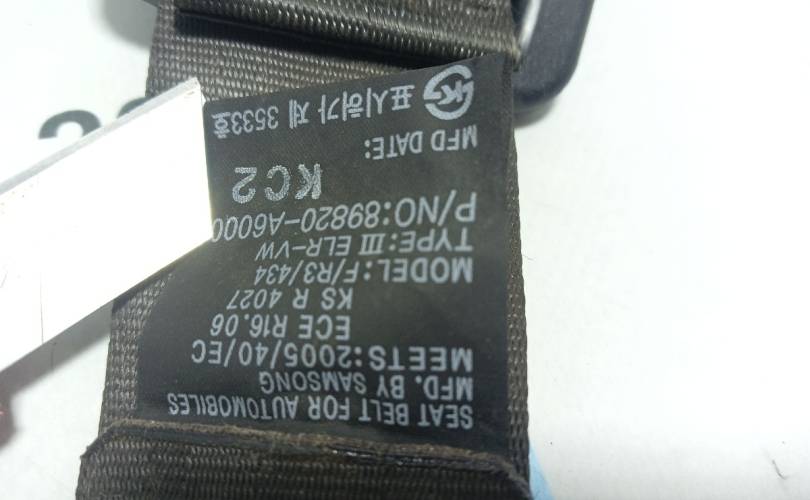 SEAT BELT FOR AUTOMOBILES
MFD. BY SAMSONG
MEETS:2005/40/EC
ECE R16.06
KS R 4027
MODEL:F/R3/434
TYPE:Ⅲ ELR-VW
P/NO:89820-A6000
KC2
MFD DATE:
표시허가 제 3533호